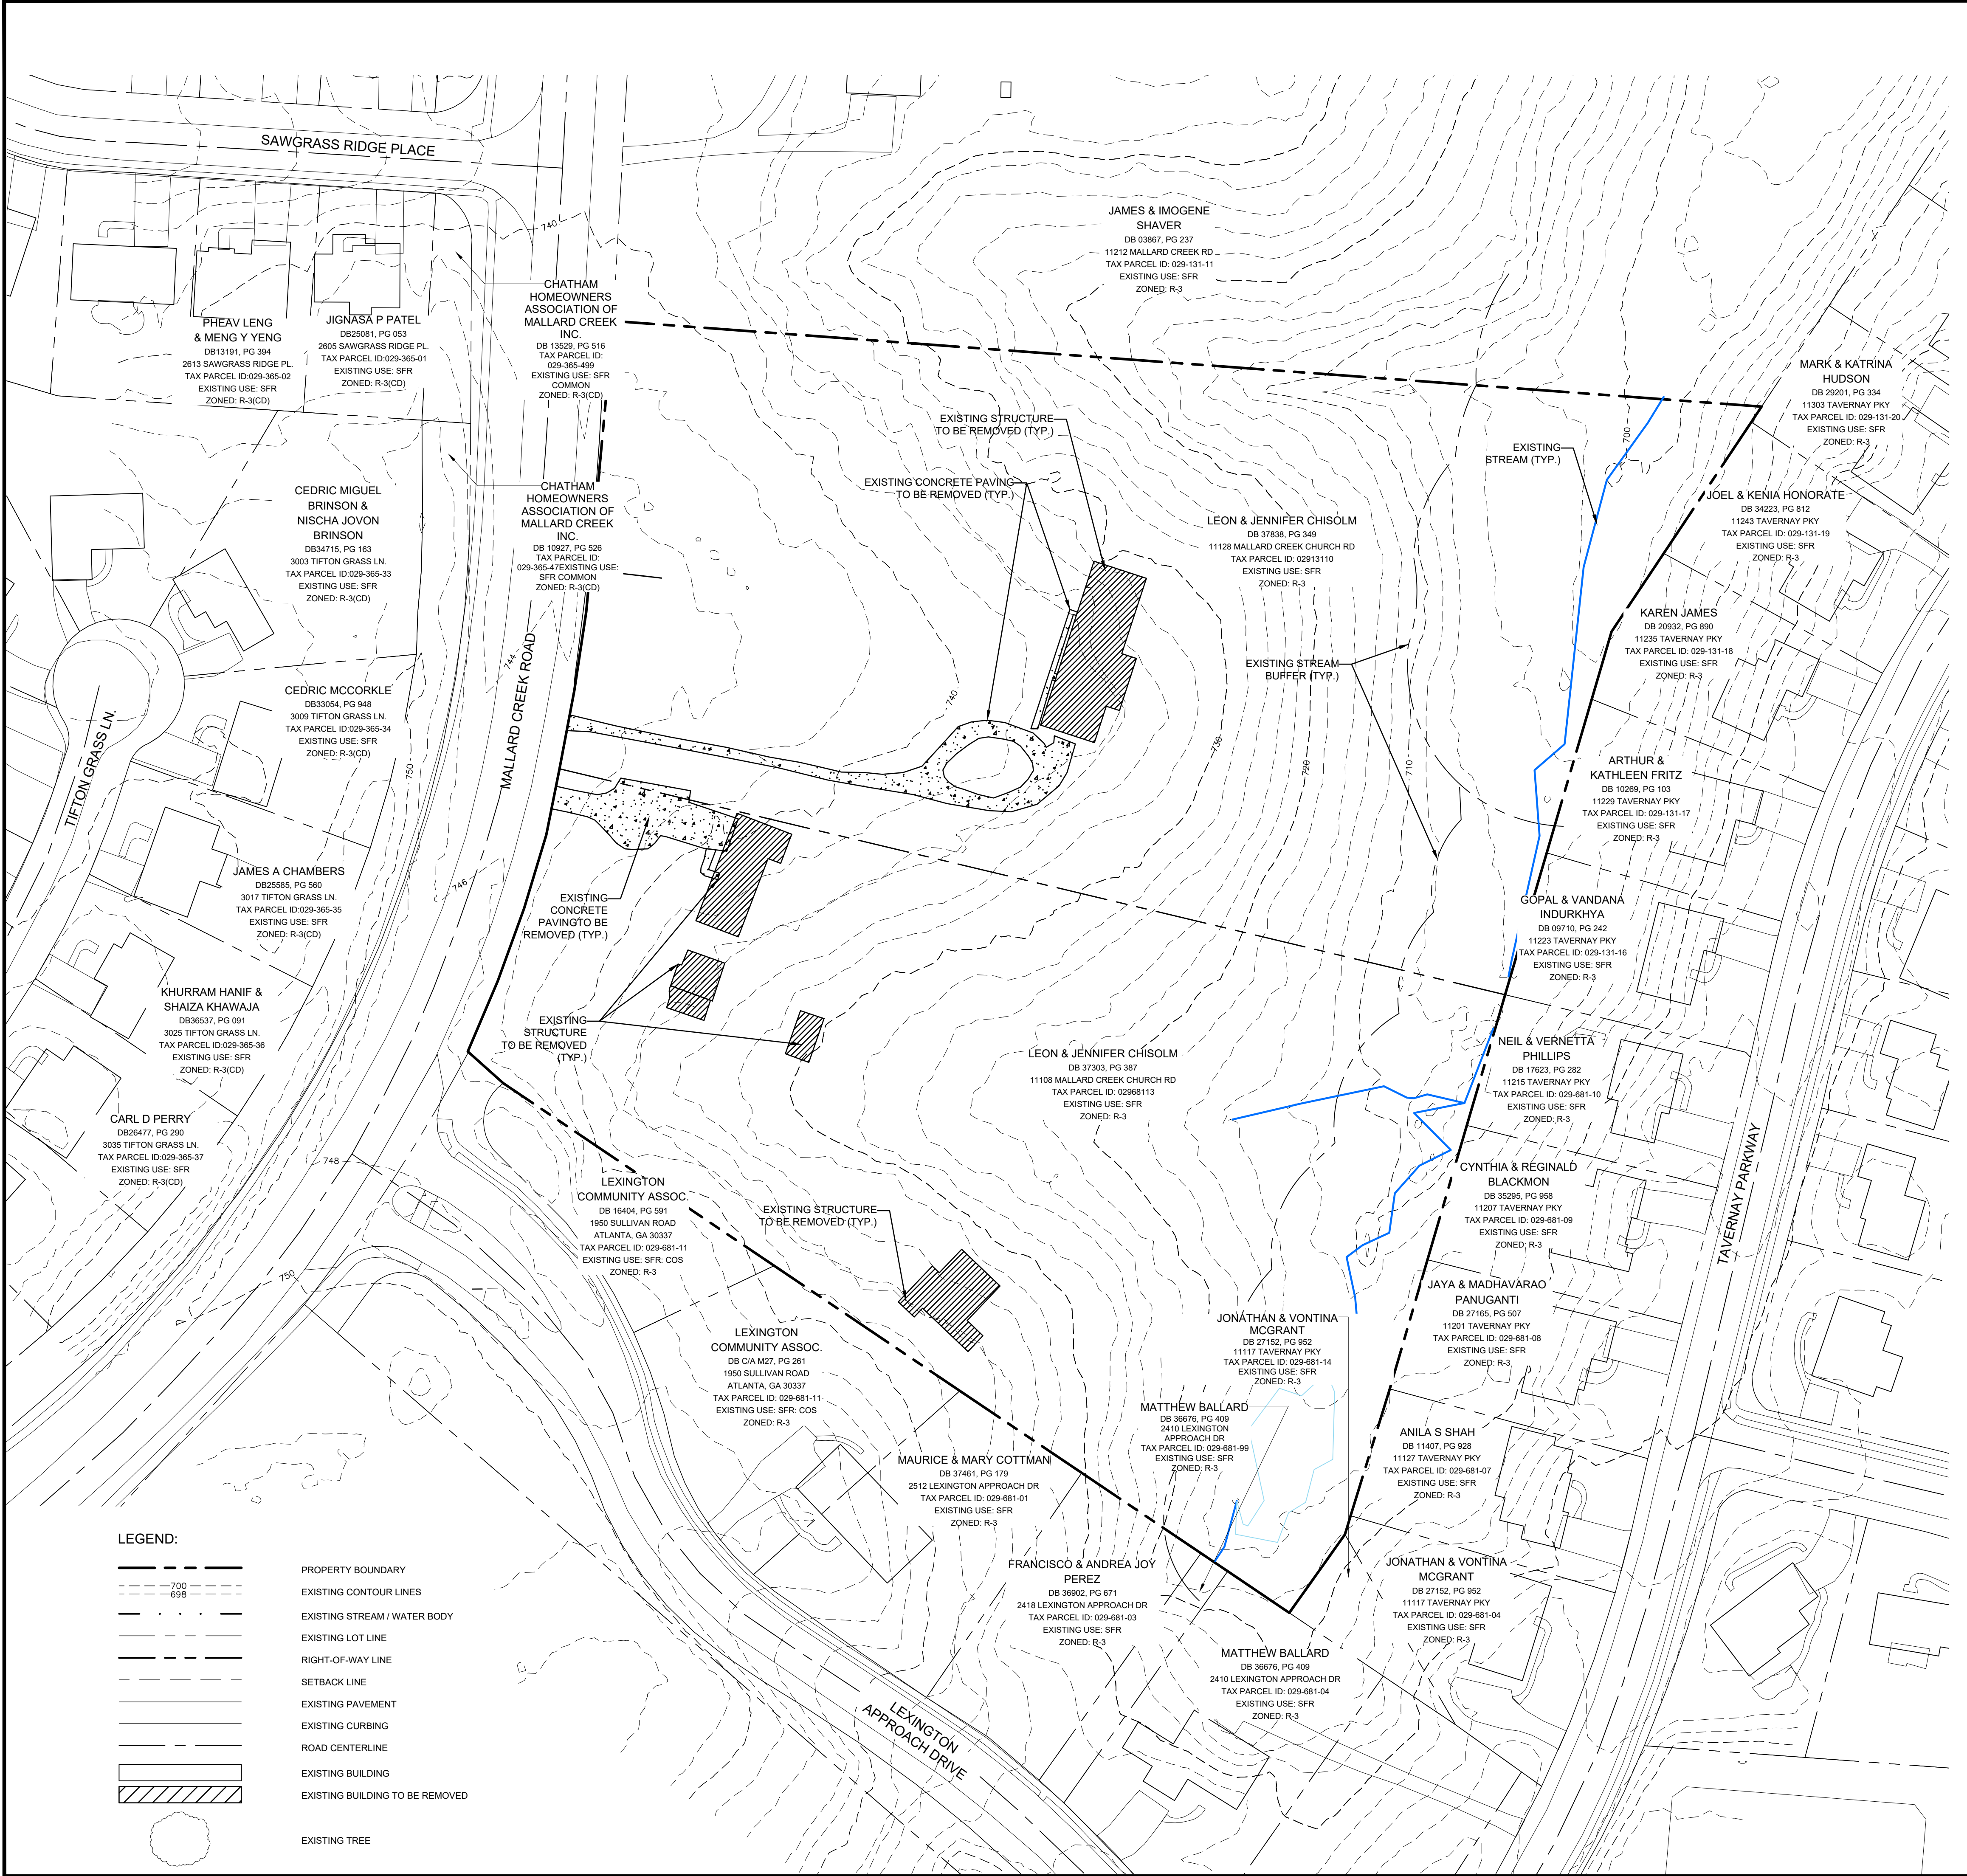 SAWGRASS RIDGE PLACE
740
JAMES & IMOGENE
SHAVER
DB 03867, PG 237
11212 MALLARD CREEK RD
TAX PARCEL ID: 029-131-11
EXISTING USE: SFR
ZONED: R-3
PHEAV LENG
& MENG Y YENG
DB13191, PG 394
2613 SAWGRASS RIDGE PL.
TAX PARCEL ID:029-365-02
EXISTING USE: SFR
ZONED: R-3(CD)
JIGNASA P PATEL
DB25081, PG 053
2605 SAWGRASS RIDGE PL.
TAX PARCEL ID:029-365-01
EXISTING USE: SFR
ZONED: R-3(CD)
CHATHAM
HOMEOWNERS
ASSOCIATION OF
MALLARD CREEK
INC.
DB 13529, PG 516
TAX PARCEL ID:
029-365-499
EXISTING USE: SFR
COMMON
ZONED: R-3(CD)
MARK & KATRINA
HUDSON
DB 29201, PG 334
11303 TAVERNAY PKY
TAX PARCEL ID: 029-131-20
EXISTING USE: SFR
ZONED: R-3
EXISTING STRUCTURE
TO BE REMOVED (TYP.)
700
EXISTING
STREAM (TYP.)
EXISTING CONCRETE PAVING
TO BE REMOVED (TYP.)
CEDRIC MIGUEL
BRINSON &
NISCHA JOVON
BRINSON
DB34715, PG 163
3003 TIFTON GRASS LN.
TAX PARCEL ID:029-365-33
EXISTING USE: SFR
ZONED: R-3(CD)
CHATHAM
HOMEOWNERS
ASSOCIATION OF
MALLARD CREEK
INC.
DB 10927, PG 526
TAX PARCEL ID:
029-365-47EXISTING USE:
SFR COMMON
ZONED: R-3(CD)
LEON & JENNIFER CHISOLM
DB 37838, PG 349
11128 MALLARD CREEK CHURCH RD
TAX PARCEL ID: 02913110
EXISTING USE: SFR
ZONED: R-3
JOEL & KENIA HONORATE
DB 34223, PG 812
11243 TAVERNAY PKY
TAX PARCEL ID: 029-131-19
EXISTING USE: SFR
ZONED: R-3
KAREN JAMES
DB 20932, PG 890
11235 TAVERNAY PKY
TAX PARCEL ID: 029-131-18
EXISTING USE: SFR
ZONED: R-3
EXISTING STREAM
BUFFER (TYP.)
744
MALLARD CREEK ROAD
740
730
720
710
CEDRIC MCCORKLE
DB33054, PG 948
3009 TIFTON GRASS LN.
TAX PARCEL ID:029-365-34
EXISTING USE: SFR
ZONED: R-3(CD)
TIFTON GRASS LN.
750
ARTHUR &
KATHLEEN FRITZ
DB 10269, PG 103
11229 TAVERNAY PKY
TAX PARCEL ID: 029-131-17
EXISTING USE: SFR
ZONED: R-3
JAMES A CHAMBERS
DB25585, PG 560
3017 TIFTON GRASS LN.
TAX PARCEL ID:029-365-35
EXISTING USE: SFR
ZONED: R-3(CD)
746
EXISTING
CONCRETE
PAVINGTO BE
REMOVED (TYP.)
GOPAL & VANDANA
INDURKHYA
DB 09710, PG 242
11223 TAVERNAY PKY
TAX PARCEL ID: 029-131-16
EXISTING USE: SFR
ZONED: R-3
KHURRAM HANIF &
SHAIZA KHAWAJA
DB36537, PG 091
3025 TIFTON GRASS LN.
TAX PARCEL ID:029-365-36
EXISTING USE: SFR
ZONED: R-3(CD)
EXISTING
STRUCTURE
TO BE REMOVED
(TYP.)
LEON & JENNIFER CHISOLM
DB 37303, PG 387
11108 MALLARD CREEK CHURCH RD
TAX PARCEL ID: 02968113
EXISTING USE: SFR
ZONED: R-3
NEIL & VERNETTA
PHILLIPS
DB 17623, PG 282
11215 TAVERNAY PKY
TAX PARCEL ID: 029-681-10
EXISTING USE: SFR
ZONED: R-3
CARL D PERRY
DB26477, PG 290
3035 TIFTON GRASS LN.
TAX PARCEL ID:029-365-37
EXISTING USE: SFR
ZONED: R-3(CD)
748
TAVERNAY PARKWAY
LEXINGTON
COMMUNITY ASSOC.
DB 16404, PG 591
1950 SULLIVAN ROAD
ATLANTA, GA 30337
TAX PARCEL ID: 029-681-11
EXISTING USE: SFR: COS
ZONED: R-3
EXISTING STRUCTURE
TO BE REMOVED (TYP.)
CYNTHIA & REGINALD
BLACKMON
DB 35295, PG 958
11207 TAVERNAY PKY
TAX PARCEL ID: 029-681-09
EXISTING USE: SFR
ZONED: R-3
750
JAYA & MADHAVARAO
PANUGANTI
DB 27165, PG 507
11201 TAVERNAY PKY
TAX PARCEL ID: 029-681-08
EXISTING USE: SFR
ZONED: R-3
LEXINGTON
COMMUNITY ASSOC.
DB C/A M27, PG 261
1950 SULLIVAN ROAD
ATLANTA, GA 30337
TAX PARCEL ID: 029-681-11
EXISTING USE: SFR: COS
ZONED: R-3
JONATHAN & VONTINA
MCGRANT
DB 27152, PG 952
11117 TAVERNAY PKY
TAX PARCEL ID: 029-681-14
EXISTING USE: SFR
ZONED: R-3
MATTHEW BALLARD
DB 36676, PG 409
2410 LEXINGTON
APPROACH DR
TAX PARCEL ID: 029-681-99
EXISTING USE: SFR
ZONED: R-3
ANILA S SHAH
DB 11407, PG 928
11127 TAVERNAY PKY
TAX PARCEL ID: 029-681-07
EXISTING USE: SFR
ZONED: R-3
MAURICE & MARY COTTMAN
DB 37461, PG 179
2512 LEXINGTON APPROACH DR
TAX PARCEL ID: 029-681-01
EXISTING USE: SFR
ZONED: R-3
FRANCISCO & ANDREA JOY
PEREZ
DB 36902, PG 671
2418 LEXINGTON APPROACH DR
TAX PARCEL ID: 029-681-03
EXISTING USE: SFR
ZONED: R-3
JONATHAN & VONTINA
MCGRANT
DB 27152, PG 952
11117 TAVERNAY PKY
TAX PARCEL ID: 029-681-04
EXISTING USE: SFR
ZONED: R-3
MATTHEW BALLARD
DB 36676, PG 409
2410 LEXINGTON APPROACH DR
TAX PARCEL ID: 029-681-04
EXISTING USE: SFR
ZONED: R-3
LEXINGTON
APPROACH DRIVE
LEGEND:
PROPERTY BOUNDARY
700
698
EXISTING CONTOUR LINES
EXISTING STREAM / WATER BODY
EXISTING LOT LINE
RIGHT-OF-WAY LINE
SETBACK LINE
EXISTING PAVEMENT
EXISTING CURBING
ROAD CENTERLINE
EXISTING BUILDING
EXISTING BUILDING TO BE REMOVED
EXISTING TREE